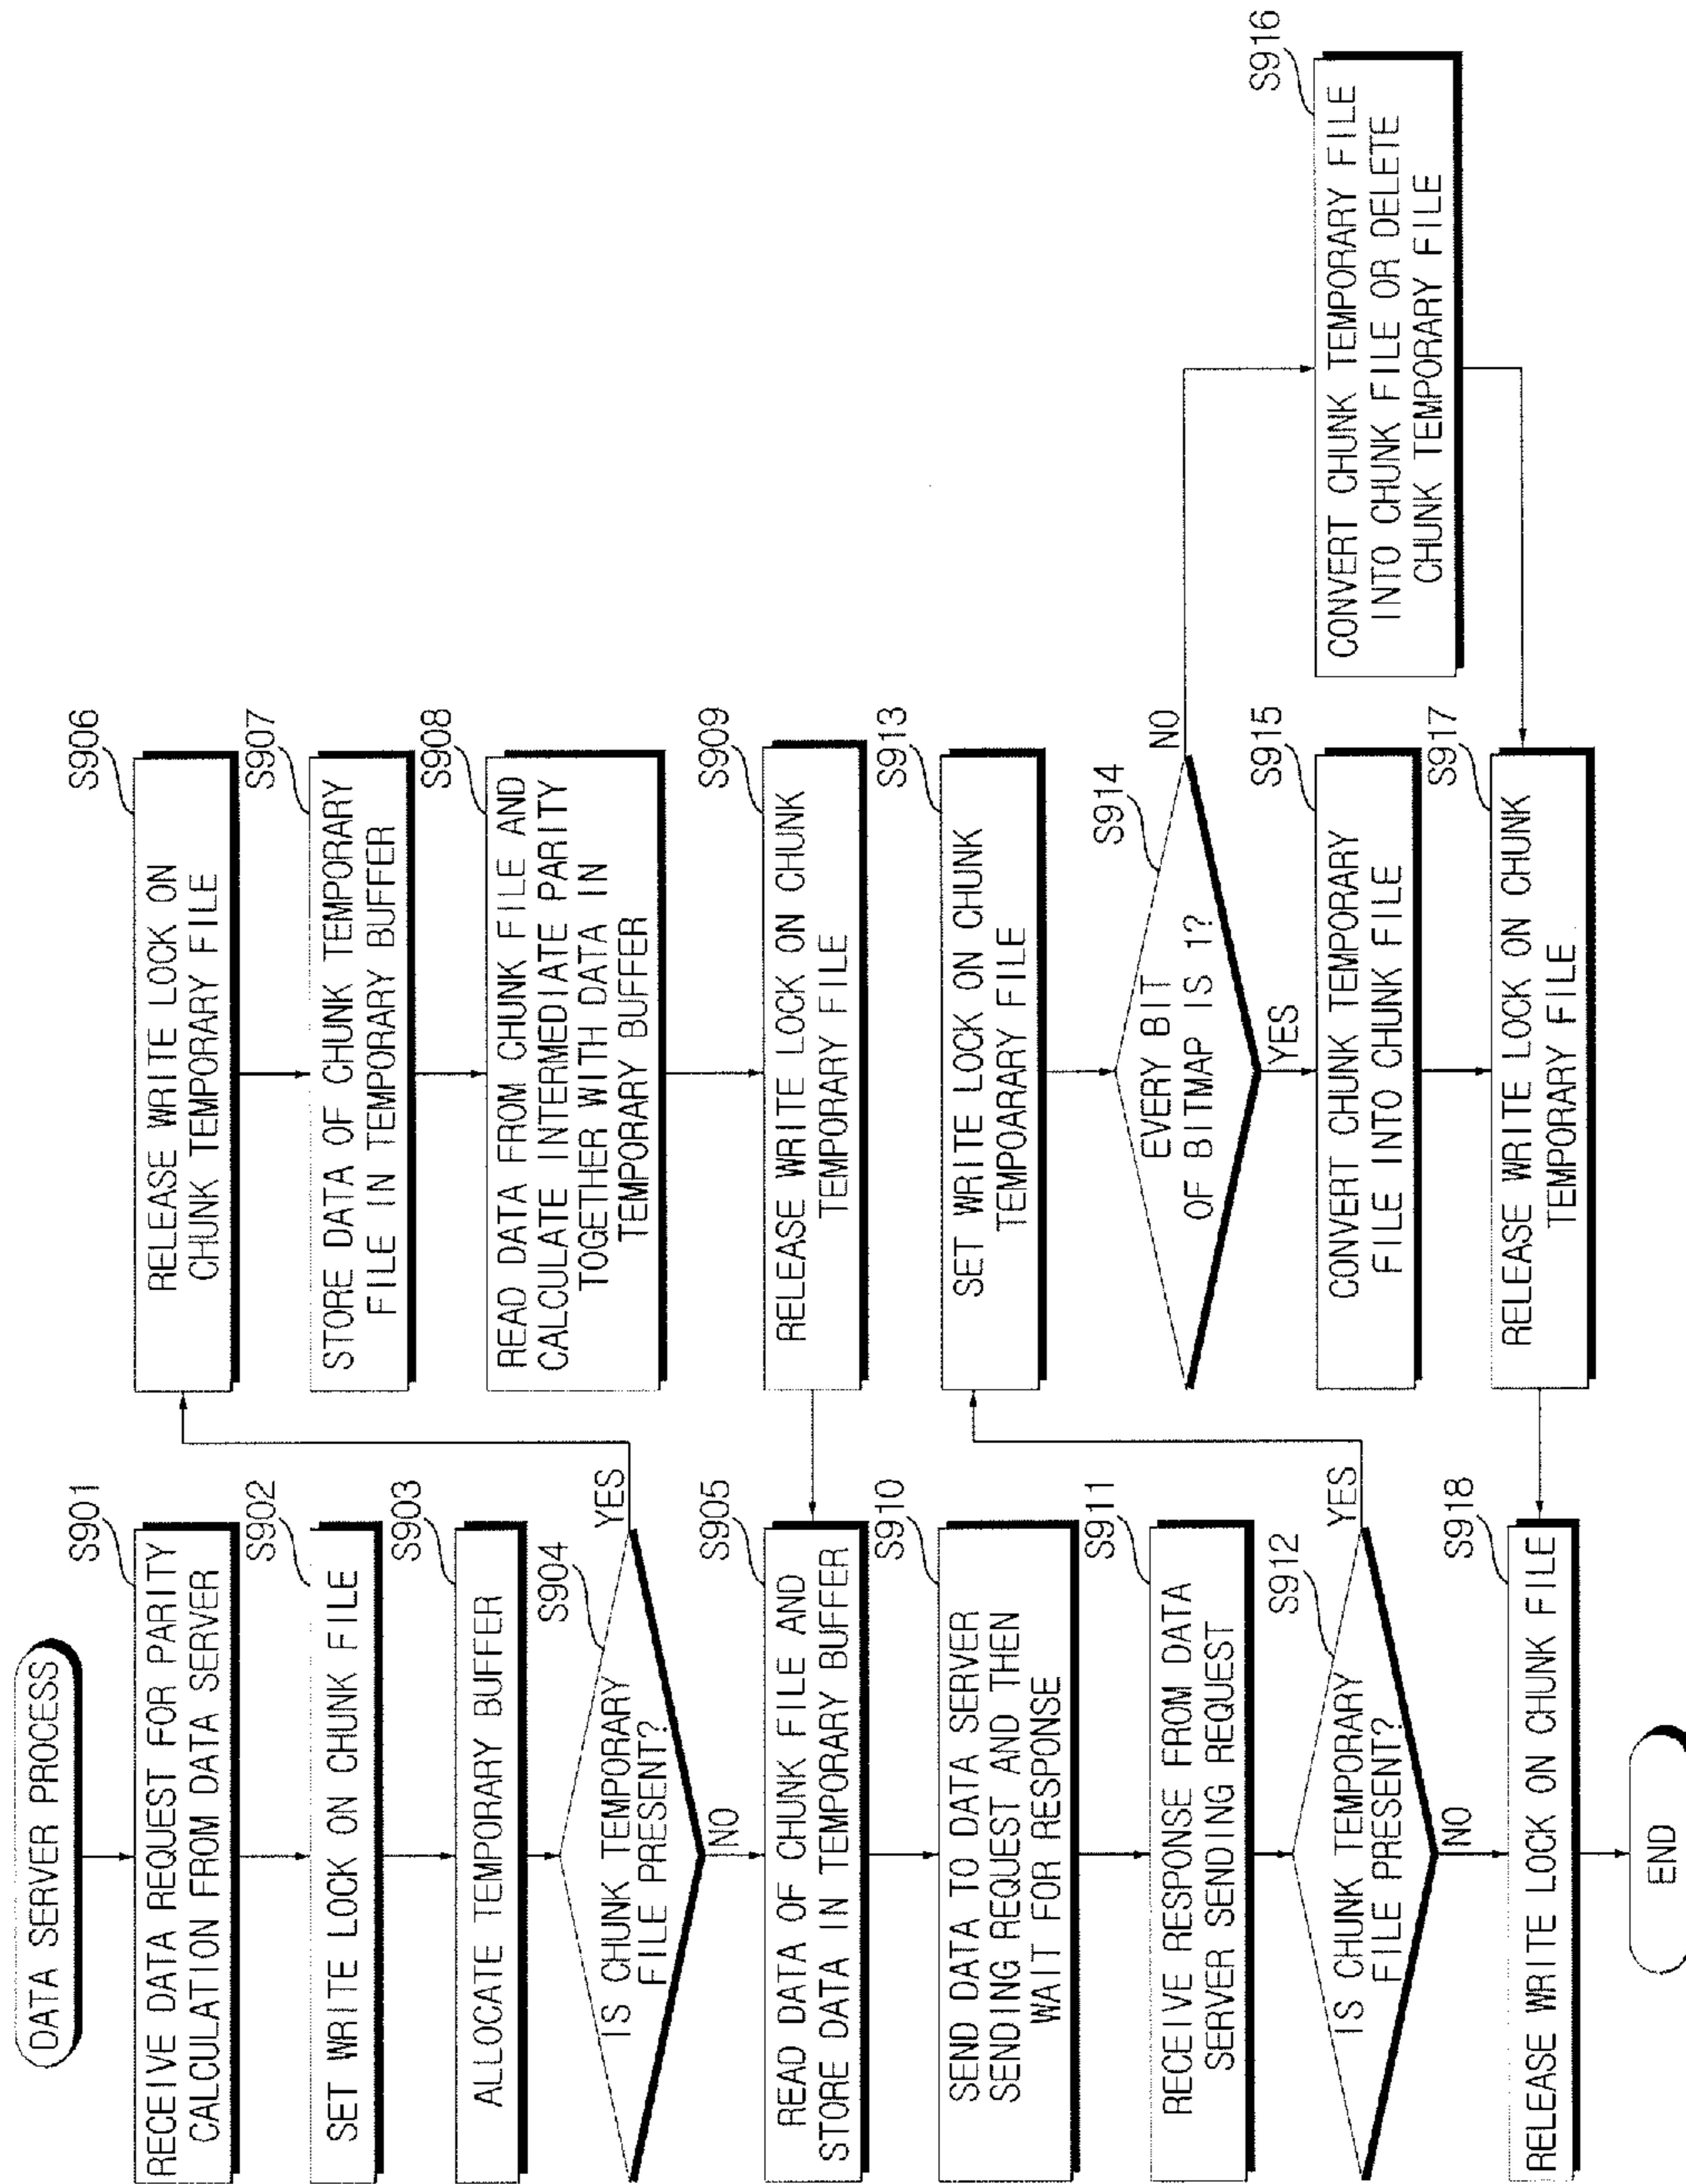 DATA SERVER PROCESS
RECEIVE DATA REQUEST FOR PARITY
CALCULATION FROM DATA SERVER
S901
SET WRITE LOCK ON CHUNK FILE
S902
ALLOCATE TEMPORARY BUFFER
S903
IS CHUNK TEMPORARY
FILE PRESENT?
S904
YES
NO
READ DATA OF CHUNK FILE AND
STORE DATA IN TEMPORARY BUFFER
S905
SEND DATA TO DATA SERVER
SENDING REQUEST AND THEN
WAIT FOR RESPONSE
S910
RECEIVE RESPONSE FROM DATA
SERVER SENDING REQUEST
S911
IS CHUNK TEMPORARY
FILE PRESENT?
S912
YES
NO
RELEASE WRITE LOCK ON CHUNK FILE
S918
END
RELEASE WRITE LOCK ON
CHUNK TEMPORARY FILE
S906
STORE DATA OF CHUNK TEMPORARY
FILE IN TEMPORARY BUFFER
S907
READ DATA FROM CHUNK FILE AND
CALCULATE INTERMEDIATE PARITY
TOGETHER WITH DATA IN
TEMPORARY BUFFER
S908
RELEASE WRITE LOCK ON CHUNK
TEMPORARY FILE
S909
SET WRITE LOCK ON CHUNK
TEMPOARARY FILE
S913
EVERY BIT
OF BITMAP IS 1?
S914
NO
YES
CONVERT CHUNK TEMPORARY
FILE INTO CHUNK FILE
S915
RELEASE WRITE LOCK ON CHUNK
TEMPORARY FILE
S917
CONVERT CHUNK TEMPORARY FILE
INTO CHUNK FILE OR DELETE
CHUNK TEMPORARY FILE
S916